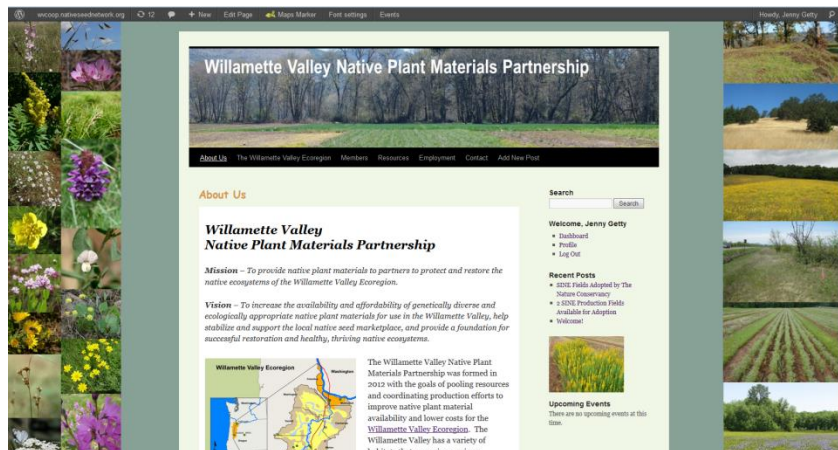 wvcoop.nativeseednetwork.org 12 + New Edit Page Maps Marker Font settings Events Howdy, Jenny Getty
Willamette Valley Native Plant Materials Partnership
About Us The Willamette Valley Ecoregion Members Resources Employment Contact Add New Post
About Us
Willamette Valley
Native Plant Materials Partnership
Mission – To provide native plant materials to partners to protect and restore the
native ecosystems of the Willamette Valley Ecoregion.
Vision – To increase the availability and affordability of genetically diverse and
ecologically appropriate native plant materials for use in the Willamette Valley, help
stabilize and support the local native seed marketplace, and provide a foundation for
successful restoration and healthy, thriving native ecosystems.
Willamette Valley Ecoregion
Washington
The Willamette Valley Native Plant
Materials Partnership was formed in
2012 with the goals of pooling resources
and coordinating production efforts to
improve native plant material
availability and lower costs for the
Willamette Valley Ecoregion. The
Willamette Valley has a variety of
Search
Search
Welcome, Jenny Getty
Dashboard
Profile
Log Out
Recent Posts
SINE Fields Adopted by The
Nature Conservancy
2 SINE Production Fields
Available for Adoption
Welcome!
Upcoming Events
There are no upcoming events at this
time.